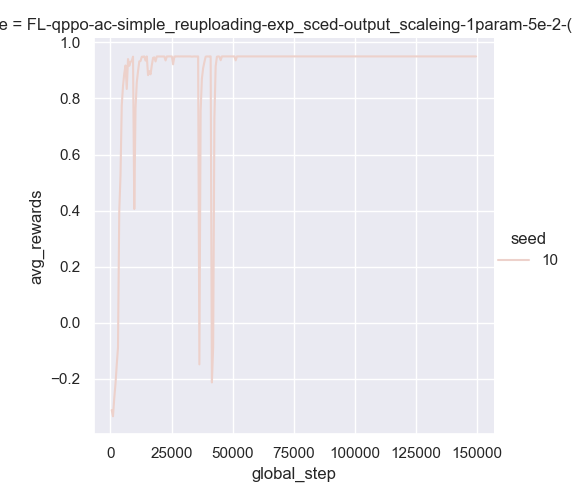 e = FL-qppo-ac-simple_reuploading-exp_sced-output_scaleing-1param-5e-2-(
1.0
0.8
0.6
0.4
0.2
0.0
−0.2
avg_rewards
0 25000 50000 75000 100000 125000 150000
global_step
seed
10